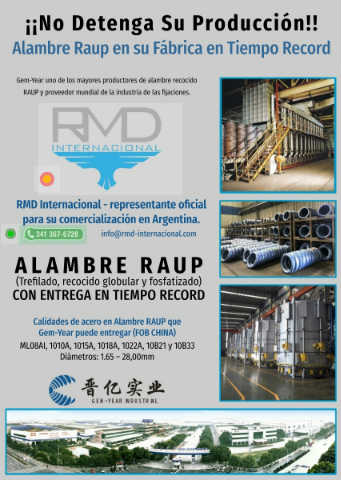 ¡¡No Detenga Su Producción!!
Alambre Raup en su Fábrica en Tiempo Record
Gem-Year uno de los mayores productores de alambre recocido
RAUP y proveedor mundial de la industria de las fijaciones.
RMD
INTERNACIONAL
RMD Internacional - representante oficial
para su comercialización en Argentina.
341 367-6720 info@rmd-internacional.com
ALAMBRE RAUP
(Trefilado, recocido globular y fosfatizado)
CON ENTREGA EN TIEMPO RECORD
Calidades de acero en Alambre RAUP que
Gem-Year puede entregar (FOB CHINA)
ML08Al, 1010A, 1015A, 1018A, 1022A, 10B21 y 10B33
Diámetros: 1.65 – 28,00mm
晋亿实业
GEM-YEAR INDUSTRIAL